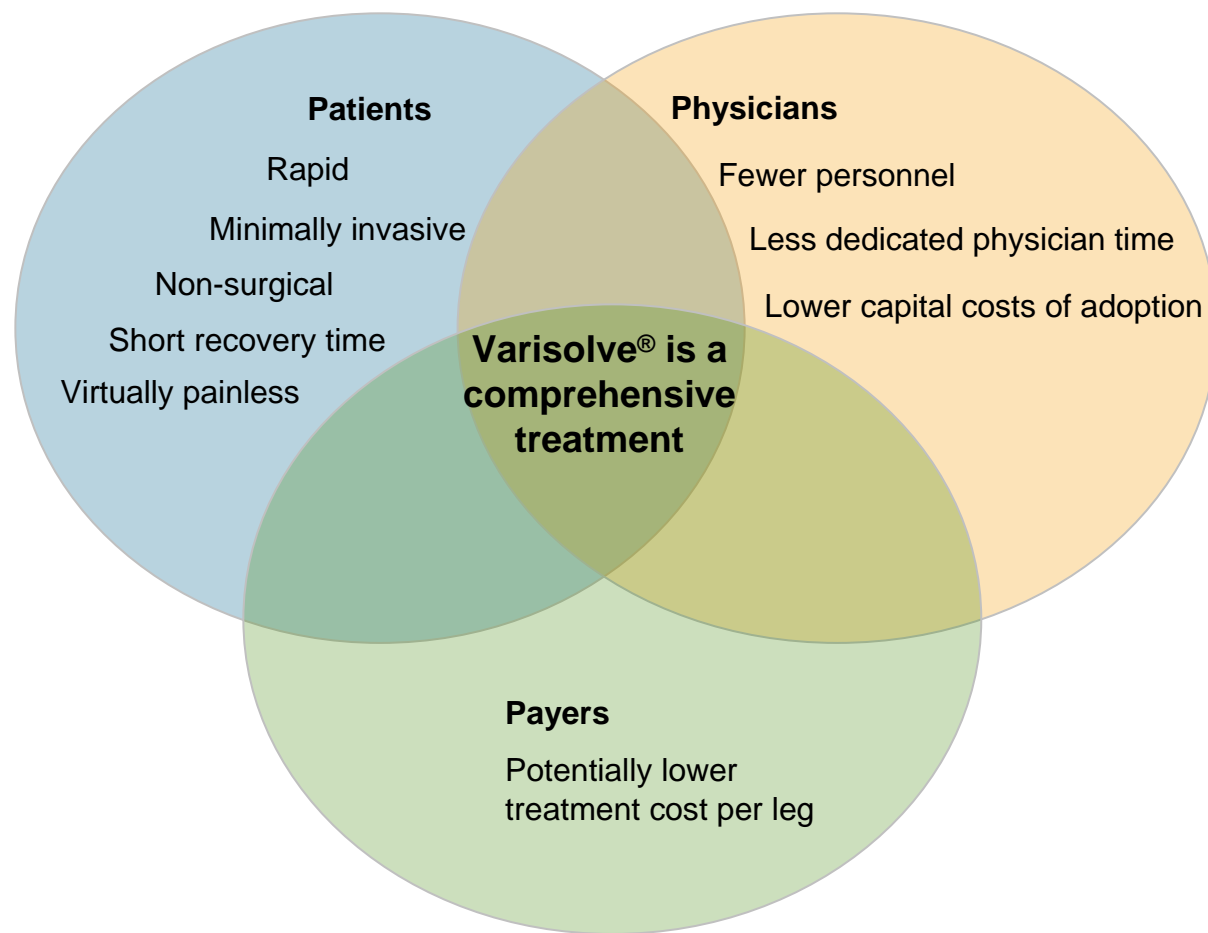 Patients
Rapid
Minimally invasive
Non-surgical
Short recovery time
Virtually painless
Physicians
Fewer personnel
Less dedicated physician time
Lower capital costs of adoption
Varisolve® is a
comprehensive
treatment
Payers
Potentially lower
treatment cost per leg